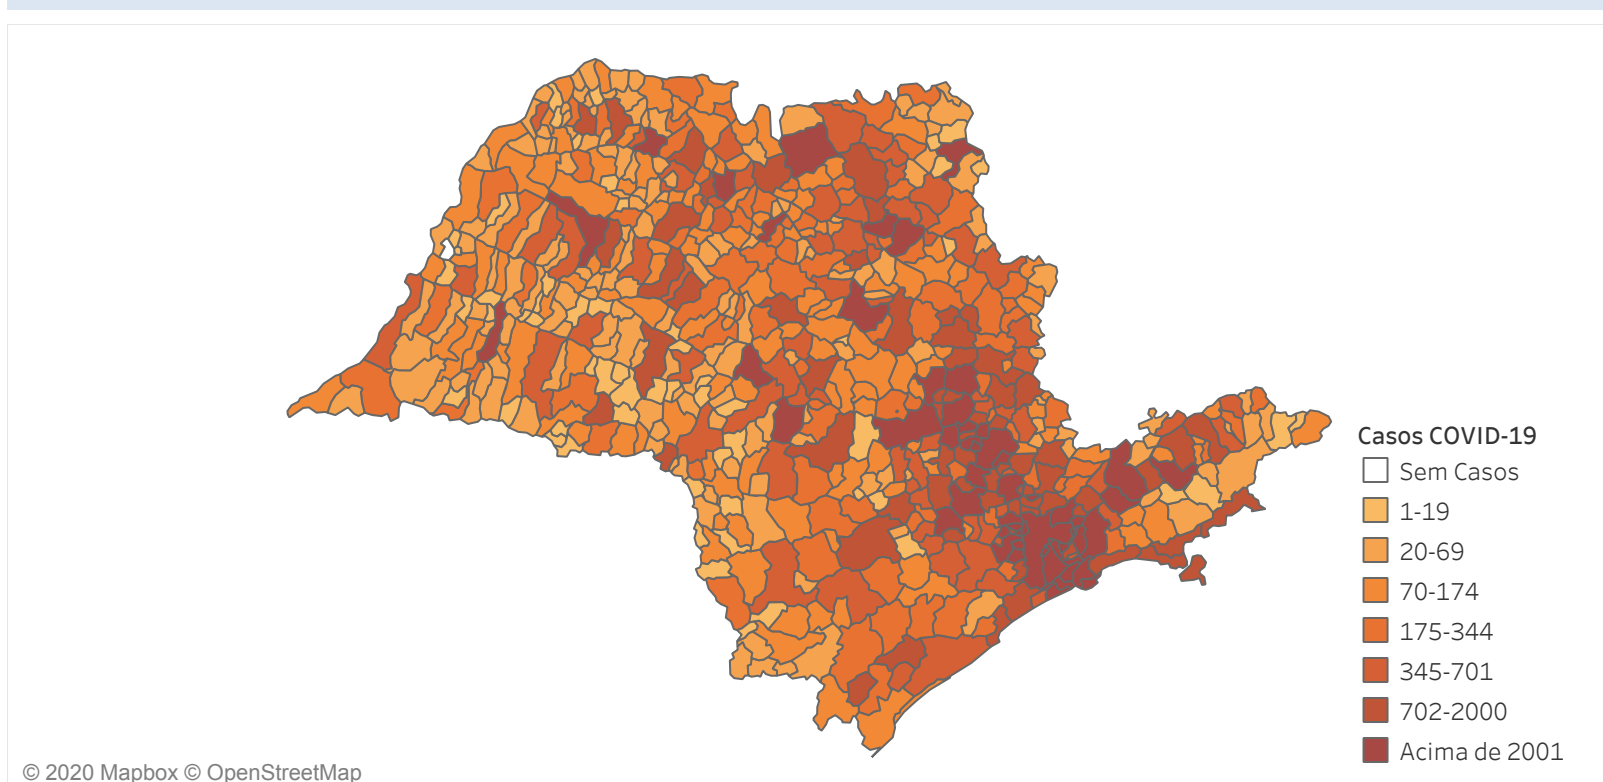 Casos COVID-19
Sem Casos
1-19
20-69
70-174
175-344
345-701
702-2000
Acima de 2001
© 2020 Mapbox © OpenStreetMap